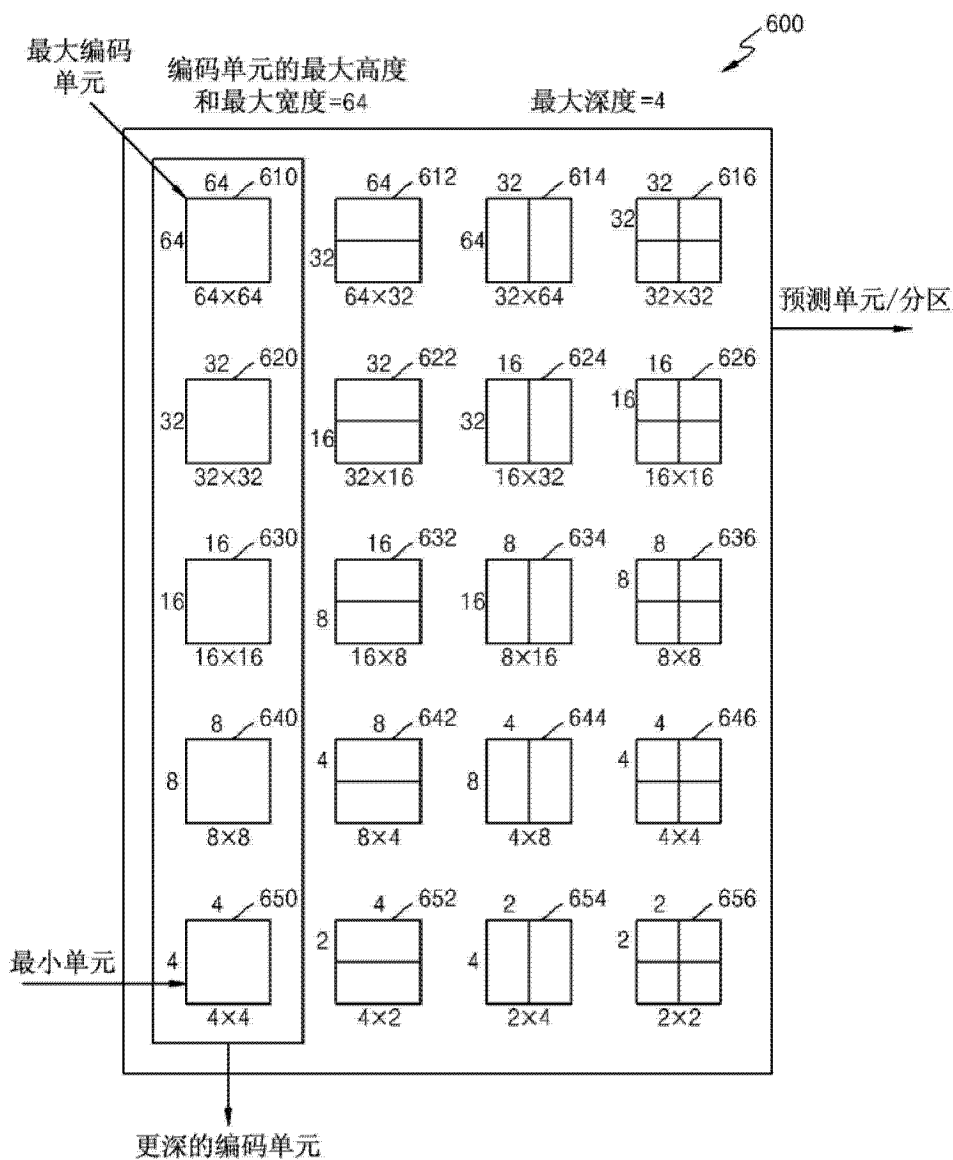 600
最大编码
单元
编码单元的最大高度
和最大宽度=64
最大深度=4
64 610 64 612 32 614 32 616
64 32 64 32
64×64 64×32 32×64 32×32
预测单元/分区
32 620 32 622 16 624 16 626
32 16 32 16
32×32 32×16 16×32 16×16
16 630 16 632 8 634 8 636
16 8 16 8
16×16 16×8 8×16 8×8
8 640 8 642 4 644 4 646
8 4 8 4
8×8 8×4 4×8 4×4
4 650 4 652 2 654 2 656
最小单元
4 2 4 2
4×4 4×2 2×4 2×2
更深的编码单元